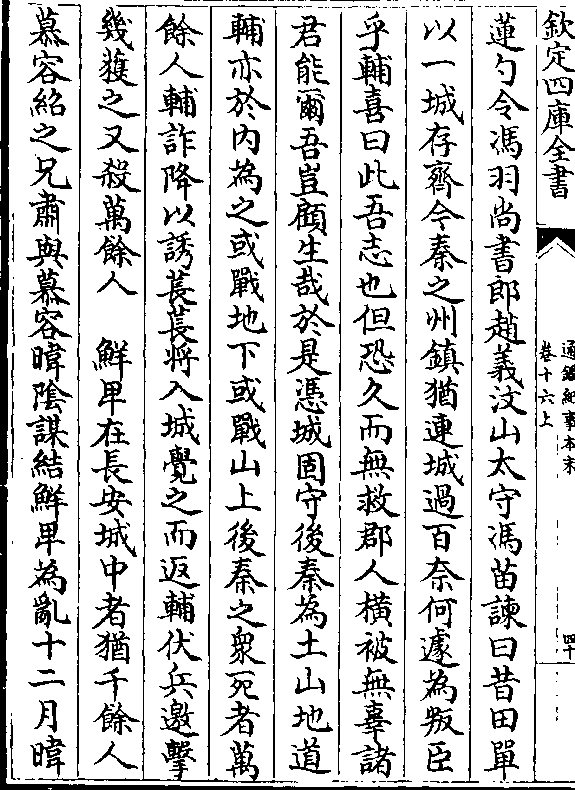 欽定四庫全書
通鑑紀事本末
卷十六上
四十
蓮勺令馮羽尚書郎趙義汶山太守馮苗諫曰昔田單
以一城存齊今秦之州鎮猶連城過百奈何遽為叛臣
乎輔喜曰此吾志也但恐久而無救郡人橫被無辜諸
君能爾吾豈顧生哉於是憑城固守後秦為土山地道
輔亦於內為之或戰地下或戰山上後秦之衆死者萬
餘人輔詐降以誘萇萇將入城覺之而返輔伏兵邀擊
幾獲之又殺萬餘人 鮮卑在長安城中者猶千餘人
慕容紹之兄肅與慕容暐陰謀結鮮卑為亂十二月暐